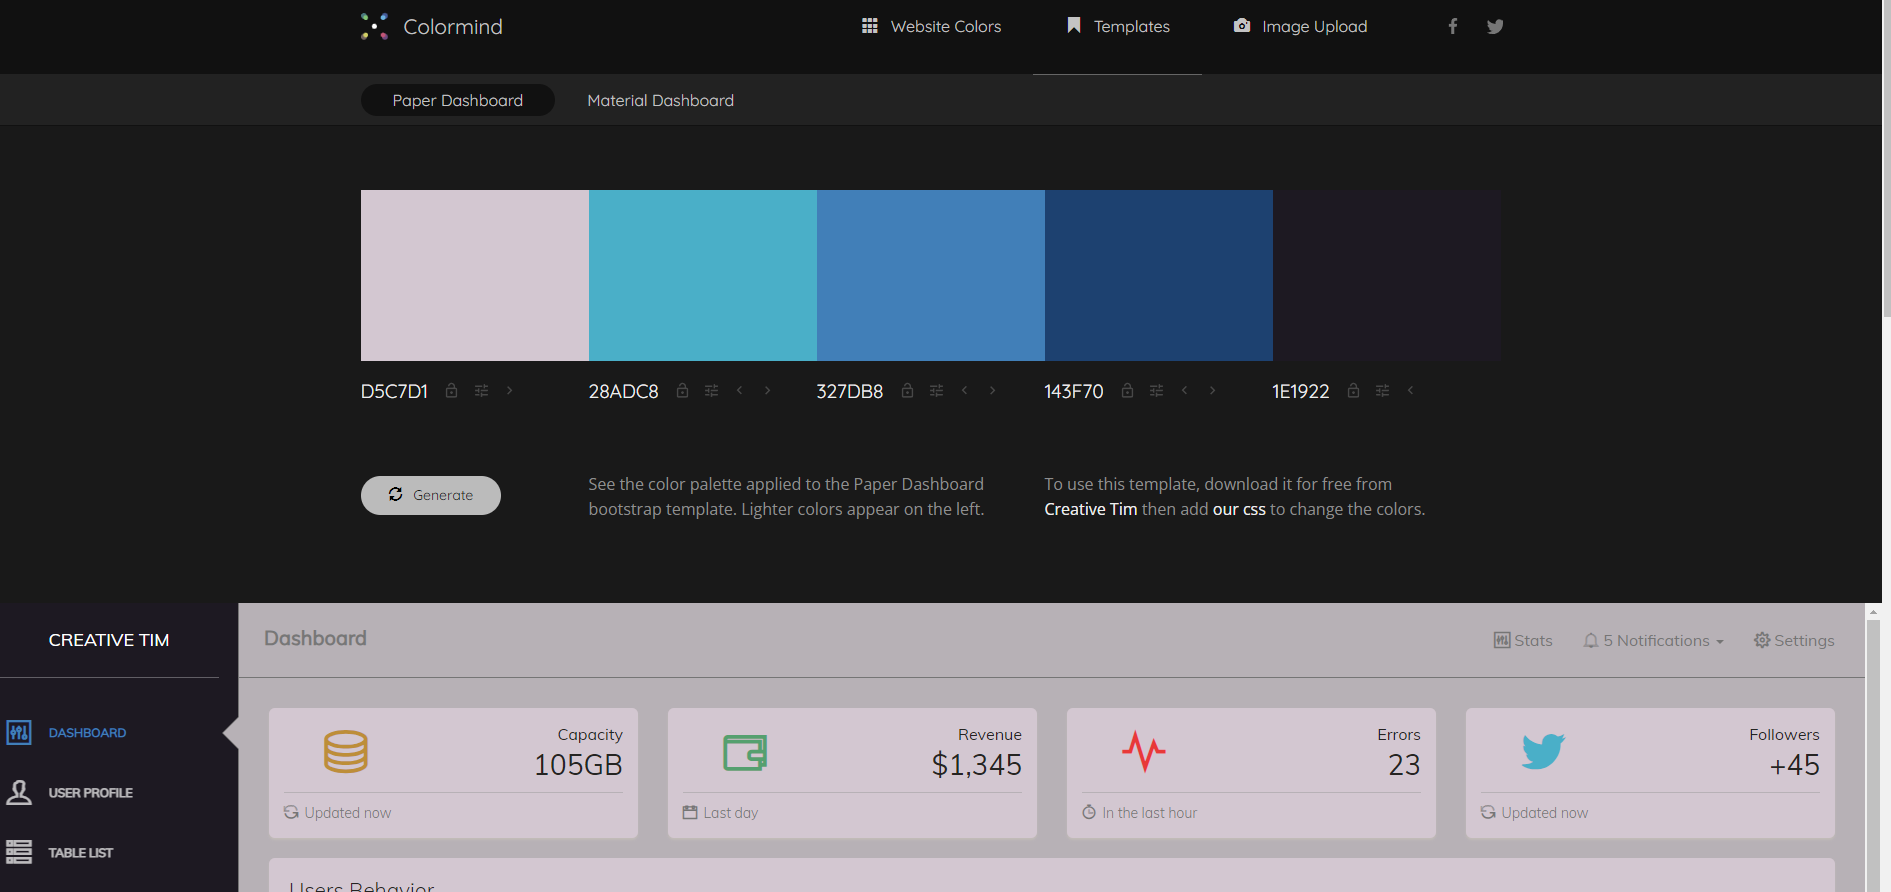 Colormind
Website Colors
Templates
Image Upload
Paper Dashboard
Material Dashboard
D5C7D1
28ADC8
327DB8
143F70
1E1922
Generate
See the color palette applied to the Paper Dashboard
bootstrap template. Lighter colors appear on the left.
To use this template, download it for free from
Creative Tim then add our css to change the colors.
CREATIVE TIM
Dashboard
Stats
5 Notifications
Settings
DASHBOARD
USER PROFILE
TABLE LIST
Capacity
105GB
Updated now
Revenue
$1,345
Last day
Errors
23
In the last hour
Followers
+45
Updated now
Users Behavior